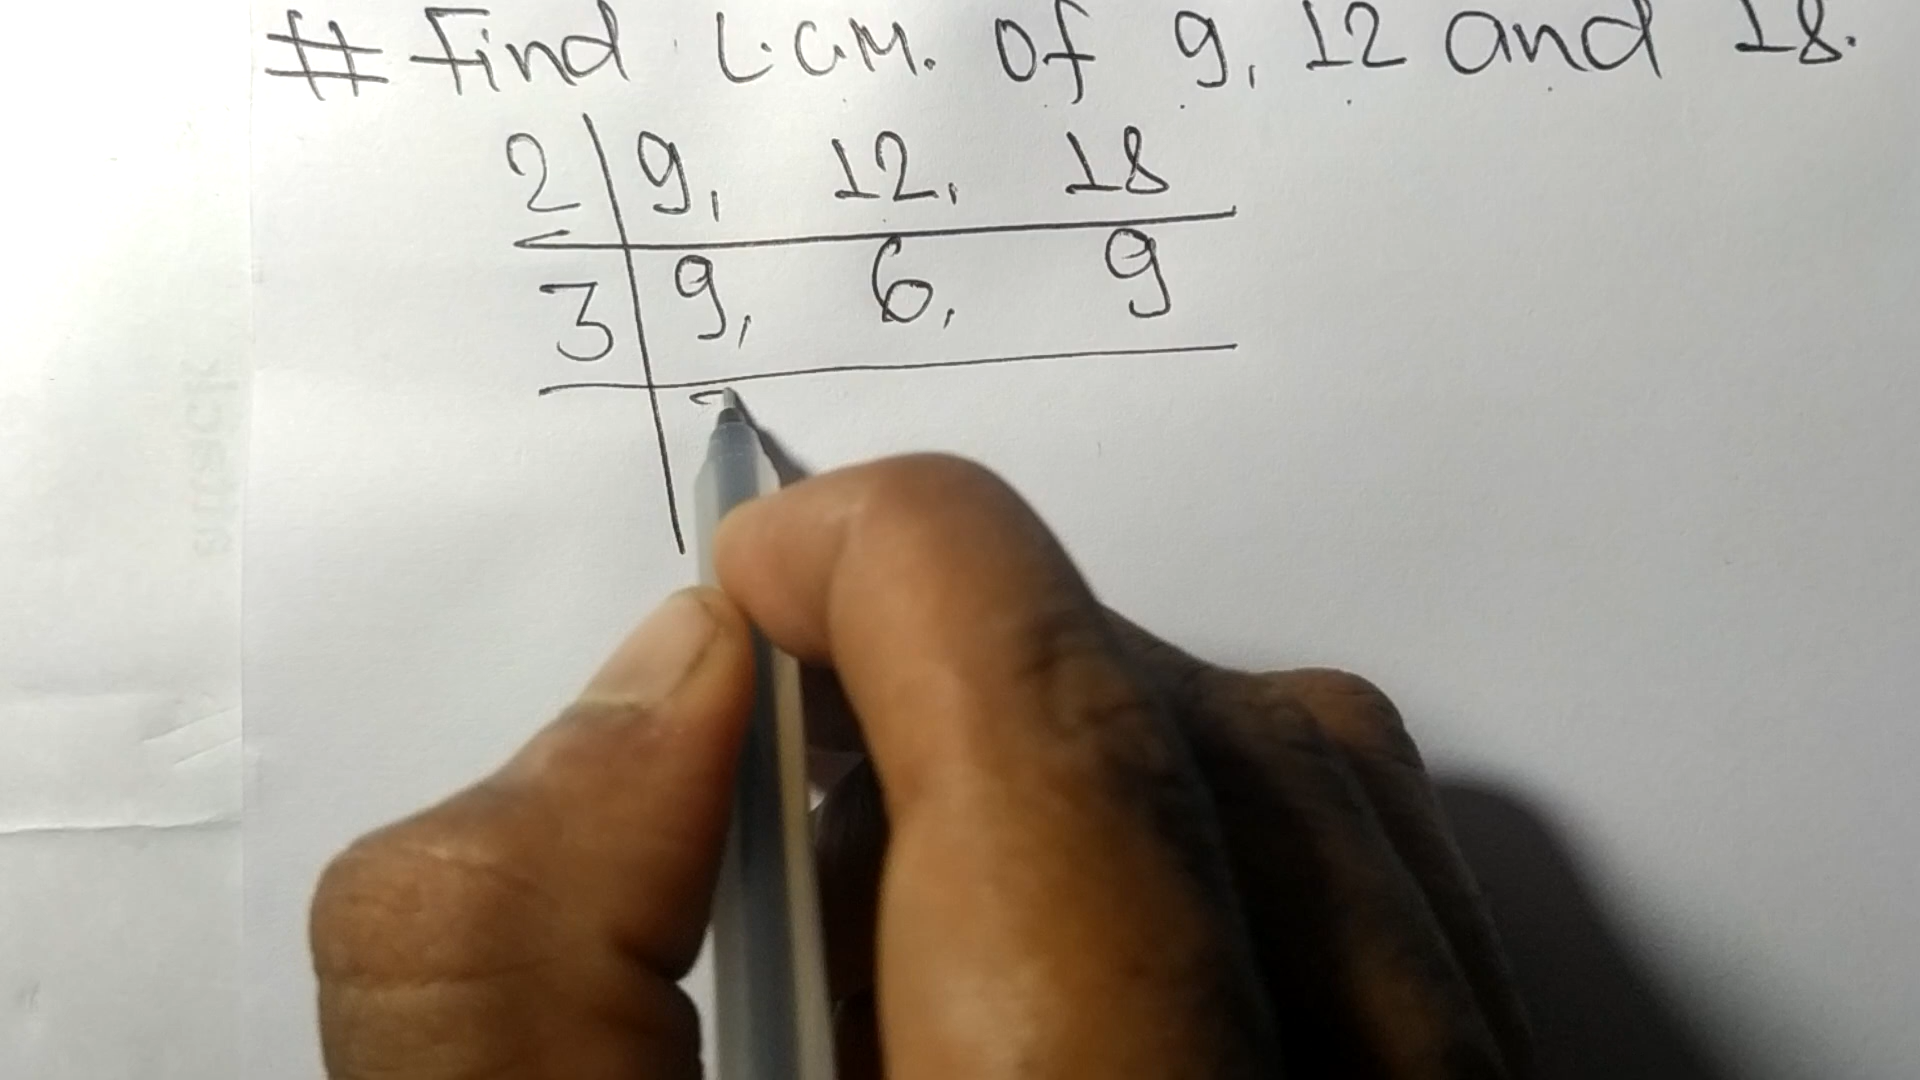 # Find L.C.M. of 9, 12 and 18.
2 | 9, 12, 18
3 | 9, 6, 9